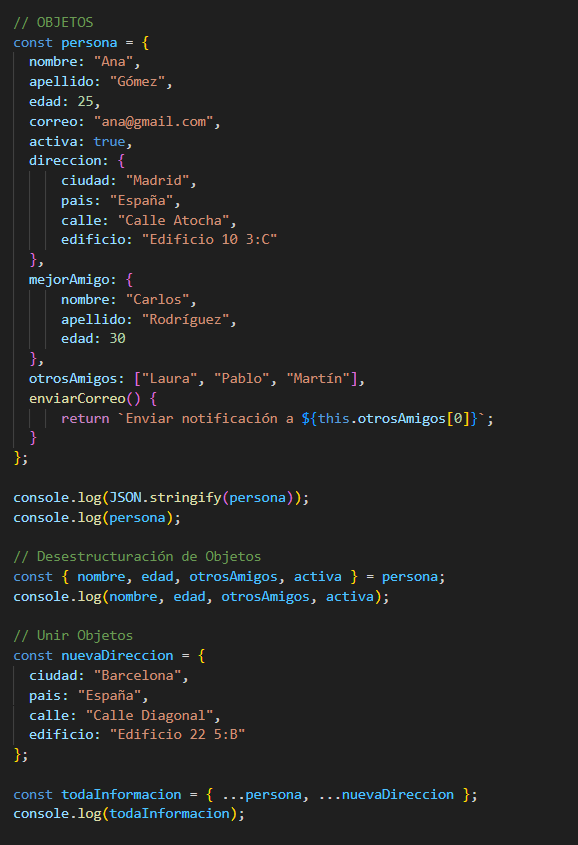 // OBJETOS
const persona = {
  nombre: "Ana",
  apellido: "Gómez",
  edad: 25,
  correo: "ana@gmail.com",
  activa: true,
  direccion: {
      ciudad: "Madrid",
      pais: "España",
      calle: "Calle Atocha",
      edificio: "Edificio 10 3:C"
  },
  mejorAmigo: {
      nombre: "Carlos",
      apellido: "Rodríguez",
      edad: 30
  },
  otrosAmigos: ["Laura", "Pablo", "Martín"],
  enviarCorreo() {
      return `Enviar notificación a ${this.otrosAmigos[0]}`;
  }
};

console.log(JSON.stringify(persona));
console.log(persona);

// Desestructuración de Objetos
const { nombre, edad, otrosAmigos, activa } = persona;
console.log(nombre, edad, otrosAmigos, activa);

// Unir Objetos
const nuevaDireccion = {
  ciudad: "Barcelona",
  pais: "España",
  calle: "Calle Diagonal",
  edificio: "Edificio 22 5:B"
};

const todaInformacion = { ...persona, ...nuevaDireccion };
console.log(todaInformacion);